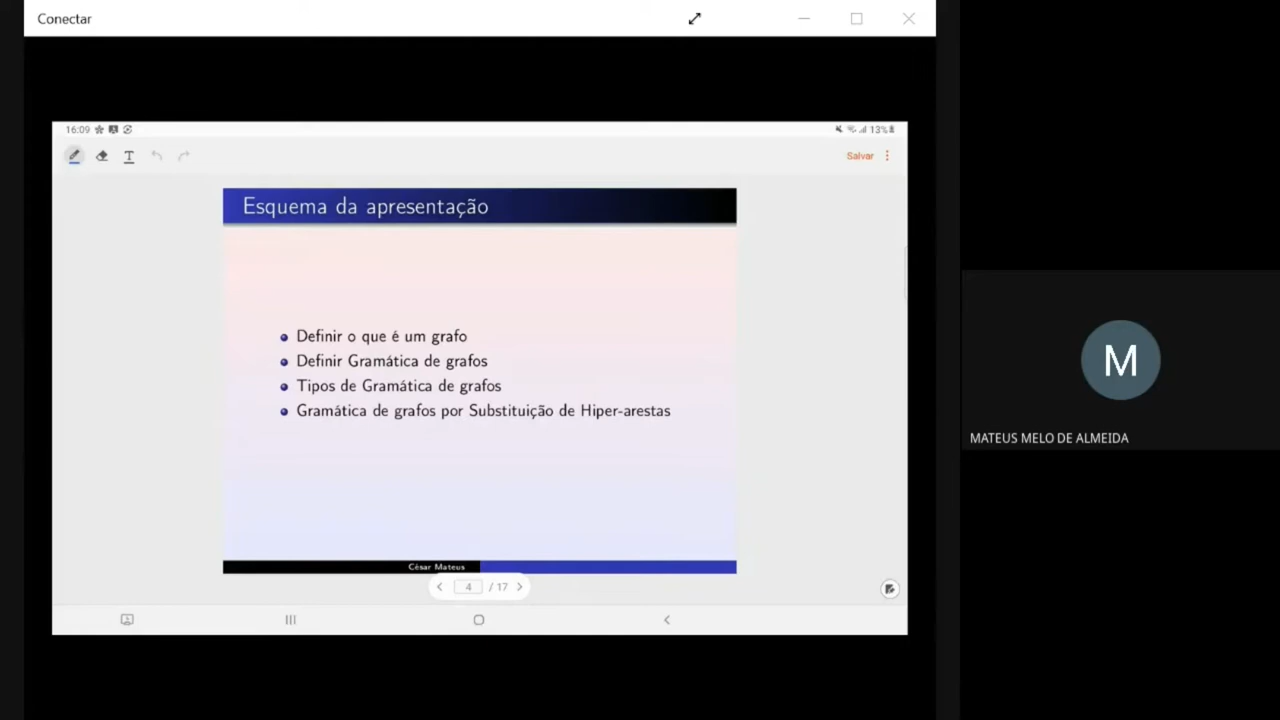 Conectar
16:09
13%
Salvar
Esquema da apresentação
Definir o que é um grafo
Definir Gramática de grafos
Tipos de Gramática de grafos
Gramática de grafos por Substituição de Hiper-arestas
César Mateus
4 / 17
M
MATEUS MELO DE ALMEIDA